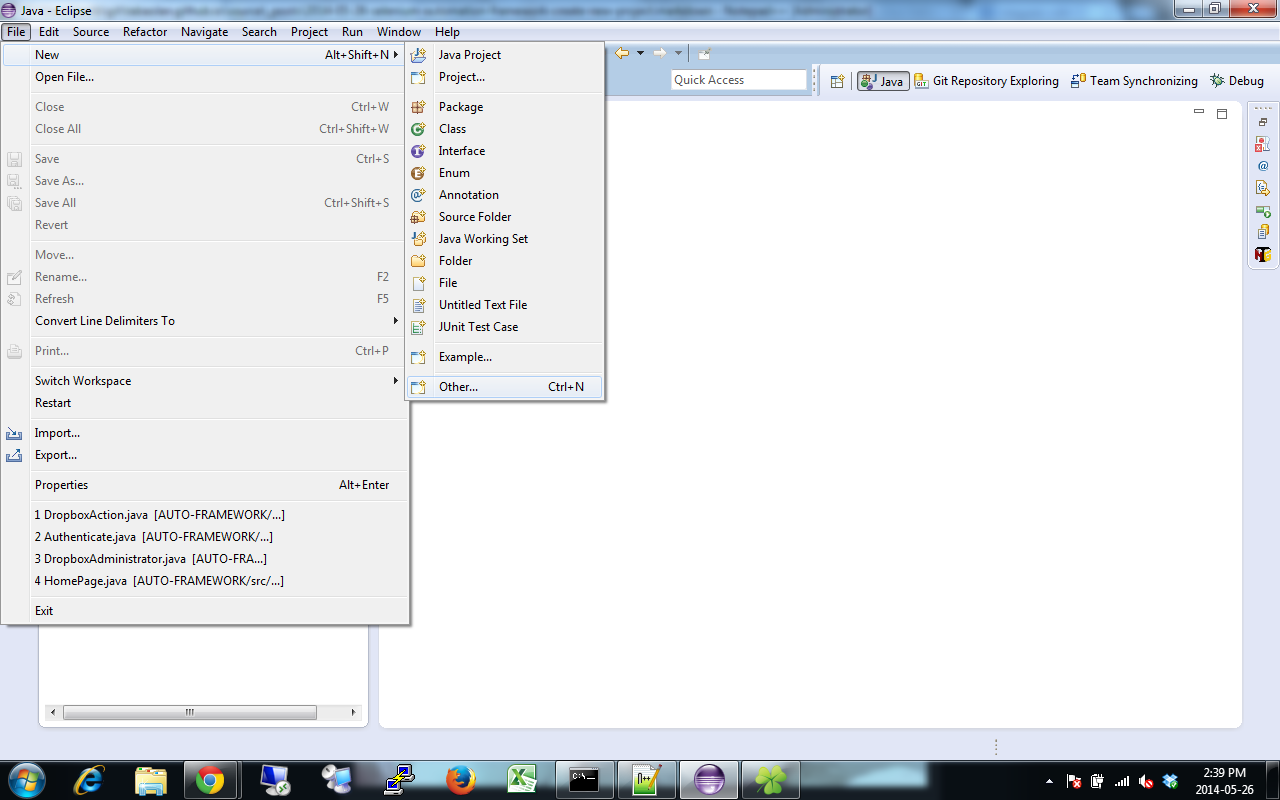 Java - Eclipse
File Edit Source Refactor Navigate Search Project Run Window Help
New Alt+Shift+N
Open File...
Close Ctrl+W
Close All Ctrl+Shift+W
Save Ctrl+S
Save As...
Save All Ctrl+Shift+S
Revert
Move...
Rename... F2
Refresh F5
Convert Line Delimiters To
Print... Ctrl+P
Switch Workspace
Restart
Import...
Export...
Properties Alt+Enter
1 DropboxAction.java [AUTO-FRAMEWORK/...]
2 Authenticate.java [AUTO-FRAMEWORK/...]
3 DropboxAdministrator.java [AUTO-FRA...]
4 HomePage.java [AUTO-FRAMEWORK/src/...]
Exit
Java Project
Project...
Package
Class
Interface
Enum
Annotation
Source Folder
Java Working Set
Folder
File
Untitled Text File
JUnit Test Case
Example...
Other... Ctrl+N
Quick Access
Java Git Repository Exploring Team Synchronizing Debug
2:39 PM
2014-05-26